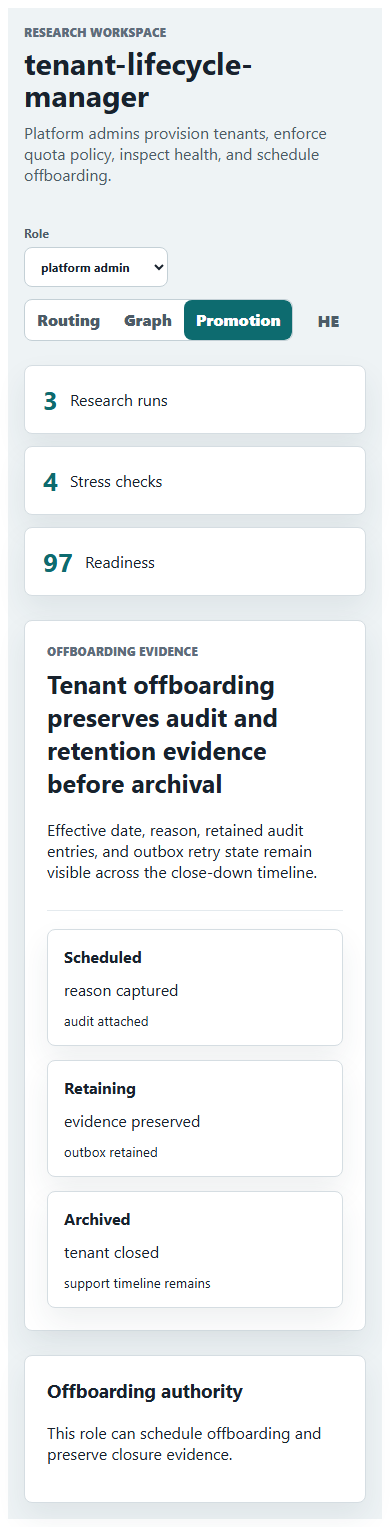 RESEARCH WORKSPACE
tenant-lifecycle-
manager
Platform admins provision tenants, enforce
quota policy, inspect health, and schedule
offboarding.
Role
platform admin
Routing Graph Promotion HE
3 Research runs
4 Stress checks
97 Readiness
OFFBOARDING EVIDENCE
Tenant offboarding
preserves audit and
retention evidence
before archival
Effective date, reason, retained audit
entries, and outbox retry state remain
visible across the close-down timeline.
Scheduled
reason captured
audit attached
Retaining
evidence preserved
outbox retained
Archived
tenant closed
support timeline remains
Offboarding authority
This role can schedule offboarding and
preserve closure evidence.